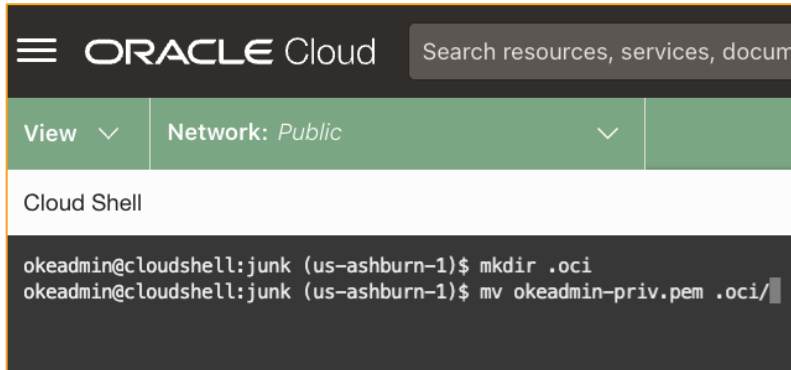 ORACLE Cloud Search resources, services, docum
View Network: Public
Cloud Shell
okeadmin@cloudshell:junk (us-ashburn-1)$ mkdir .oci
okeadmin@cloudshell:junk (us-ashburn-1)$ mv okeadmin-priv.pem .oci/